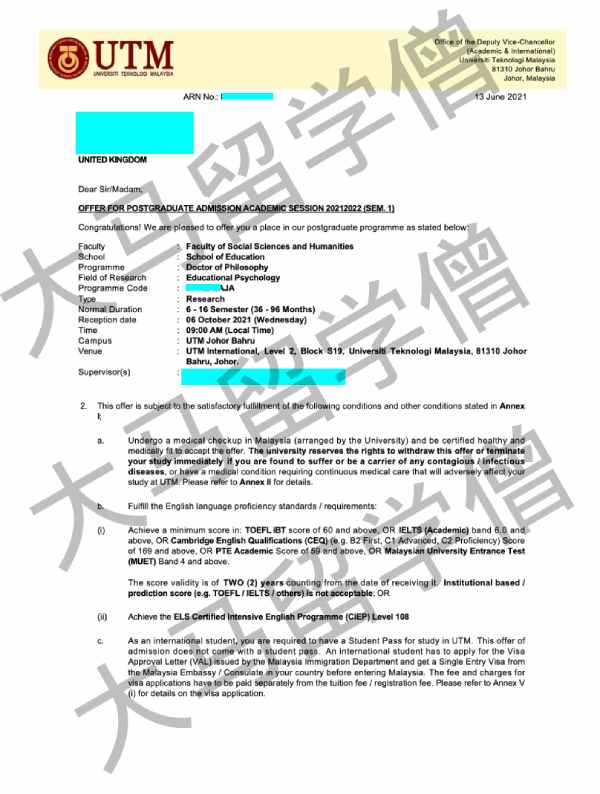 UTM
UNIVERSITI TEKNOLOGI MALAYSIA
Office of the Deputy Vice-Chancellor
(Academic & International)
Universiti Teknologi Malaysia
81310 Johor Bahru
Johor, Malaysia
ARN No.:
13 June 2021
UNITED KINGDOM
Dear Sir/Madam,
OFFER FOR POSTGRADUATE ADMISSION ACADEMIC SESSION 20212022 (SEM. 1)
Congratulations! We are pleased to offer you a place in our postgraduate programme as stated below:
Faculty : Faculty of Social Sciences and Humanities
School : School of Education
Programme : Doctor of Philosophy
Field of Research : Educational Psychology
Programme Code :
Type : Research
Normal Duration : 6 - 16 Semester (36 - 96 Months)
Reception date : 06 October 2021 (Wednesday)
Time : 09:00 AM (Local Time)
Campus : UTM Johor Bahru
Venue : UTM International, Level 2, Block S19, Universiti Teknologi Malaysia, 81310 Johor
Bahru, Johor.
Supervisor(s) :
2. This offer is subject to the satisfactory fulfillment of the following conditions and other conditions stated in Annex
I;
a. Undergo a medical checkup in Malaysia (arranged by the University) and be certified healthy and
medically fit to accept the offer. The university reserves the rights to withdraw this offer or terminate
your study immediately if you are found to suffer or be a carrier of any contagious / infectious
diseases, or have a medical condition requiring continuous medical care that will adversely affect your
study at UTM. Please refer to Annex II for details.
b. Fulfill the English language proficiency standards / requirements:
(i) Achieve a minimum score in: TOEFL iBT score of 60 and above, OR IELTS (Academic) band 6.0 and
above, OR Cambridge English Qualifications (CEQ) (e.g. B2 First, C1 Advanced, C2 Proficiency) Score
of 169 and above, OR PTE Academic Score of 59 and above, OR Malaysian University Entrance Test
(MUET) Band 4 and above.
The score validity is of TWO (2) years counting from the date of receiving it. Institutional based /
prediction score (e.g. TOEFL / IELTS / others) is not acceptable; OR
(ii) Achieve the ELS Certified Intensive English Programme (CIEP) Level 108
c. As an international student, you are required to have a Student Pass for study in UTM. This offer of
admission does not come with a student pass. An international student has to apply for the Visa
Approval Letter (VAL) issued by the Malaysia Immigration Department and get a Single Entry Visa from
the Malaysia Embassy / Consulate in your country before entering Malaysia. The fee and charges for
visa applications have to be paid separately from the tuition fee / registration fee. Please refer to Annex V
(i) for details on the visa application.
大马留学僧
大马留学僧
大马留学僧